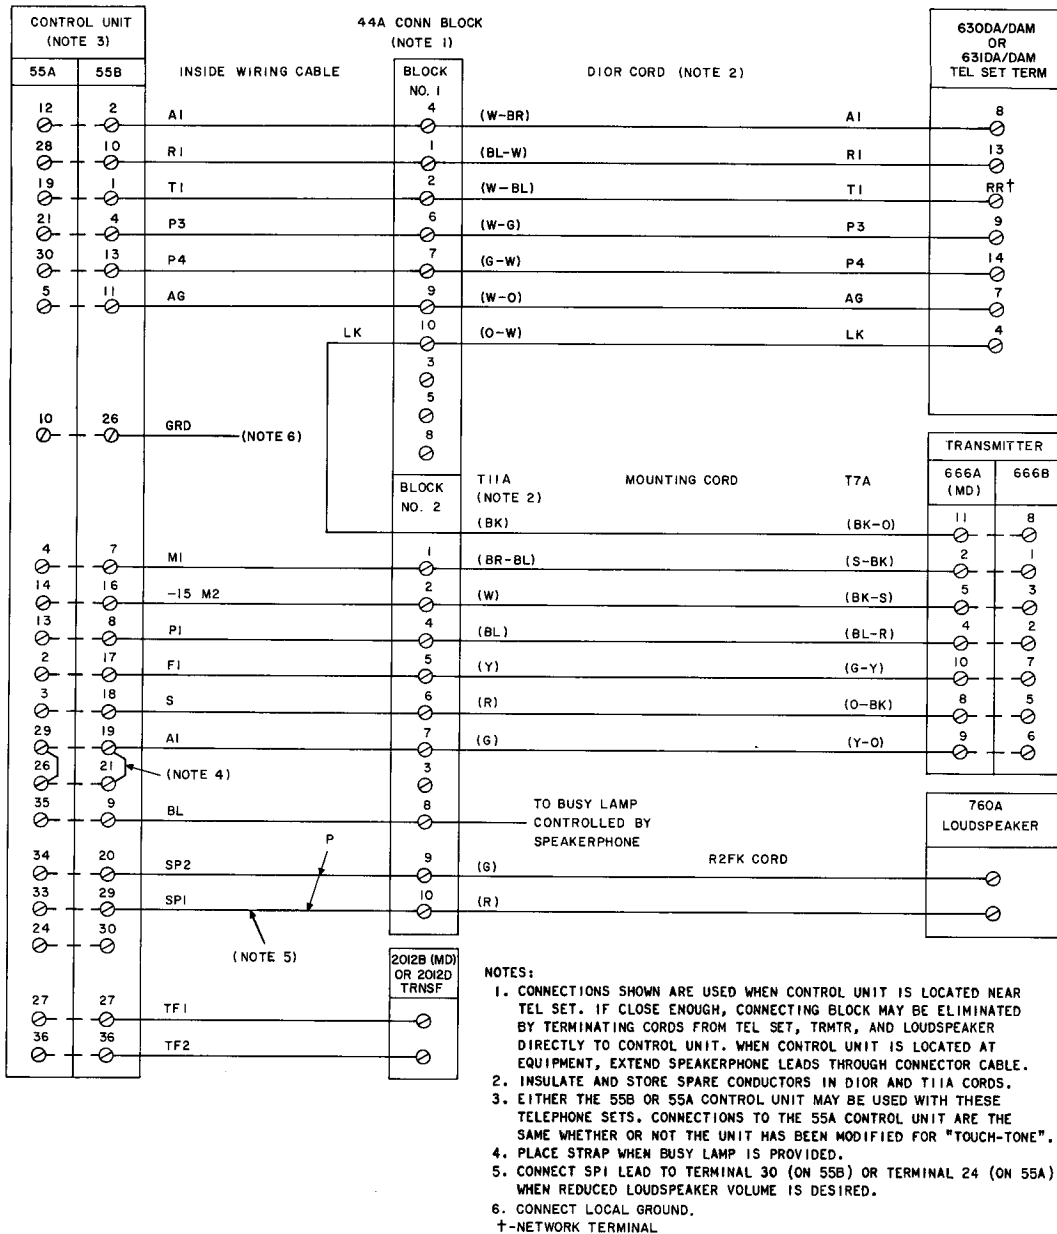 CONTROL UNIT
(NOTE 3)
44A CONN BLOCK
(NOTE 1)
630DA/DAM
OR
631DA/DAM
TEL SET TERM
55A 55B INSIDE WIRING CABLE BLOCK NO. 1 D10R CORD (NOTE 2)
12 2 A1 4 (W-BR) A1 8
28 10 R1 1 (BL-W) R1 13
19 1 T1 2 (W-BL) T1 RR†
21 4 P3 6 (W-G) P3 9
30 13 P4 7 (G-W) P4 14
5 11 AG 9 (W-O) AG 7
LK 10 (O-W) LK 4
3
5
10 26 GRD (NOTE 6) 8
TRANSMITTER
BLOCK NO. 2 T11A (NOTE 2) MOUNTING CORD T7A 666A (MD) 666B
(BK) (BK-O) 11 8
4 7 M1 1 (BR-BL) (S-BK) 2 1
14 16 -15 M2 2 (W) (BK-S) 5 3
13 8 P1 4 (BL) (BL-R) 4 2
2 17 F1 5 (Y) (G-Y) 10 7
3 18 S 6 (R) (O-BK) 8 5
29 19 A1 7 (G) (Y-O) 9 6
26 21 (NOTE 4) 3
35 9 BL 8 TO BUSY LAMP
CONTROLLED BY
SPEAKERPHONE
760A
LOUDSPEAKER
P
34 20 SP2 9 (G) R2FK CORD
33 29 SP1 10 (R)
24 30
(NOTE 5)
2012B (MD)
OR 2012D
TRNSF
27 27 TF1
36 36 TF2
NOTES:
1. CONNECTIONS SHOWN ARE USED WHEN CONTROL UNIT IS LOCATED NEAR
TEL SET. IF CLOSE ENOUGH, CONNECTING BLOCK MAY BE ELIMINATED
BY TERMINATING CORDS FROM TEL SET, TRMTR, AND LOUDSPEAKER
DIRECTLY TO CONTROL UNIT. WHEN CONTROL UNIT IS LOCATED AT
EQUIPMENT, EXTEND SPEAKERPHONE LEADS THROUGH CONNECTOR CABLE.
2. INSULATE AND STORE SPARE CONDUCTORS IN D10R AND T11A CORDS.
3. EITHER THE 55B OR 55A CONTROL UNIT MAY BE USED WITH THESE
TELEPHONE SETS. CONNECTIONS TO THE 55A CONTROL UNIT ARE THE
SAME WHETHER OR NOT THE UNIT HAS BEEN MODIFIED FOR "TOUCH-TONE".
4. PLACE STRAP WHEN BUSY LAMP IS PROVIDED.
5. CONNECT SP1 LEAD TO TERMINAL 30 (ON 55B) OR TERMINAL 24 (ON 55A)
WHEN REDUCED LOUDSPEAKER VOLUME IS DESIRED.
6. CONNECT LOCAL GROUND.
†-NETWORK TERMINAL